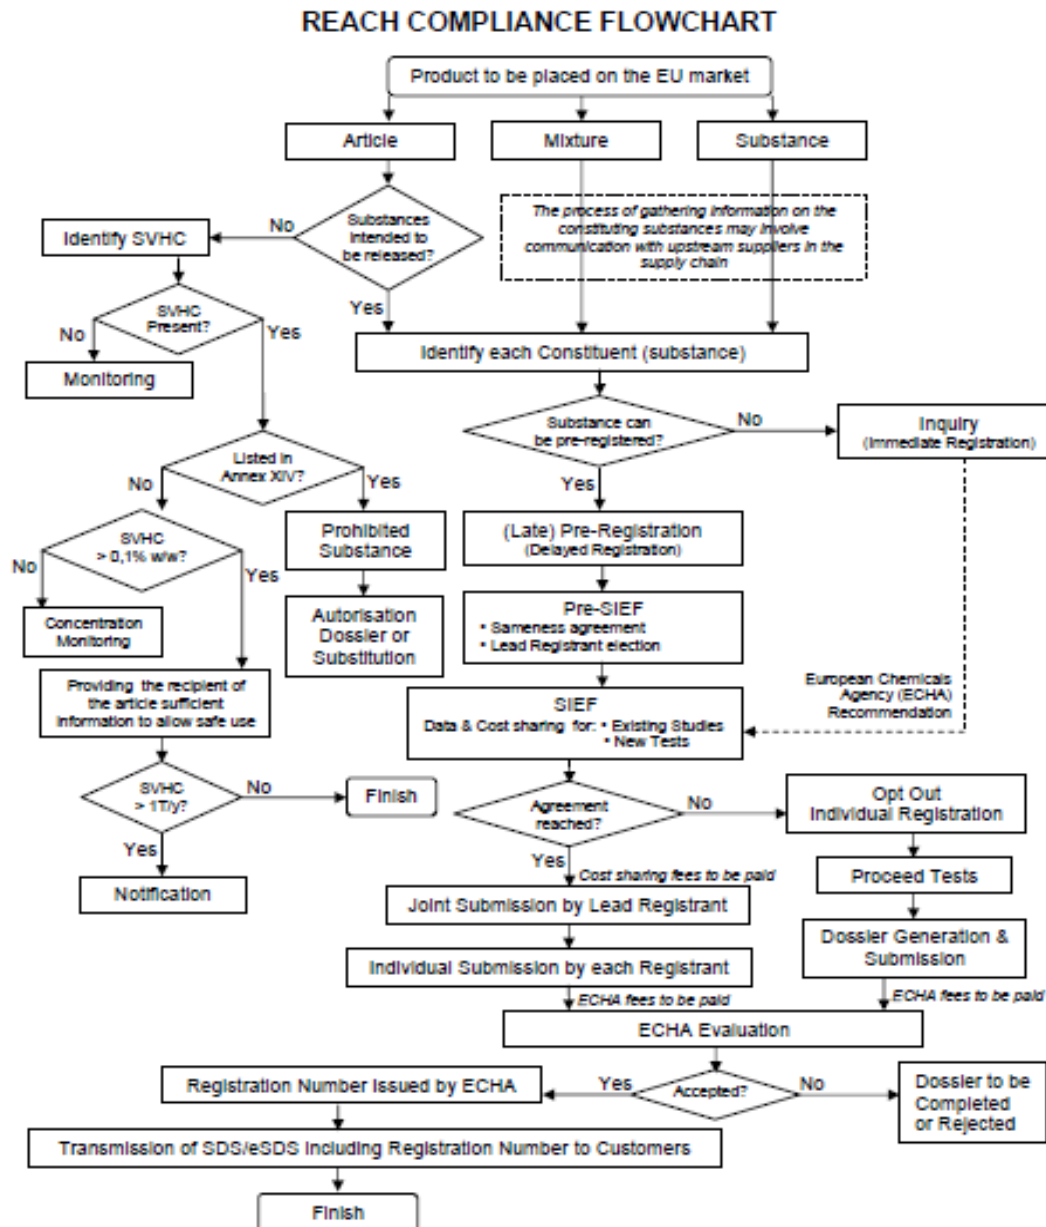 REACH COMPLIANCE FLOWCHART
Product to be placed on the EU market
Article
Mixture
Substance
Substances
intended to
be released?
No
Yes
The process of gathering information on the
constituting substances may involve
communication with upstream suppliers in the
supply chain
Identify SVHC
SVHC
Present?
No
Yes
Monitoring
Identify each Constituent (substance)
Substance can
be pre-registered?
No
Yes
Inquiry
(Immediate Registration)
Listed in
Annex XIV?
No
Yes
Prohibited
Substance
(Late) Pre-Registration
(Delayed Registration)
SVHC
> 0,1% w/w?
No
Yes
Concentration
Monitoring
Autorisation
Dossier or
Substitution
Pre-SIEF
• Sameness agreement
• Lead Registrant election
Providing the recipient of
the article sufficient
information to allow safe use
European Chemicals
Agency (ECHA)
Recommendation
SIEF
Data & Cost sharing for: • Existing Studies
• New Tests
SVHC
> 1T/y?
No
Yes
Finish
Notification
Agreement
reached?
No
Yes
Opt Out
Individual Registration
Cost sharing fees to be paid
Proceed Tests
Joint Submission by Lead Registrant
Dossier Generation &
Submission
Individual Submission by each Registrant
ECHA fees to be paid
ECHA fees to be paid
ECHA Evaluation
Accepted?
Yes
No
Registration Number Issued by ECHA
Dossier to be
Completed
or Rejected
Transmission of SDS/eSDS Including Registration Number to Customers
Finish